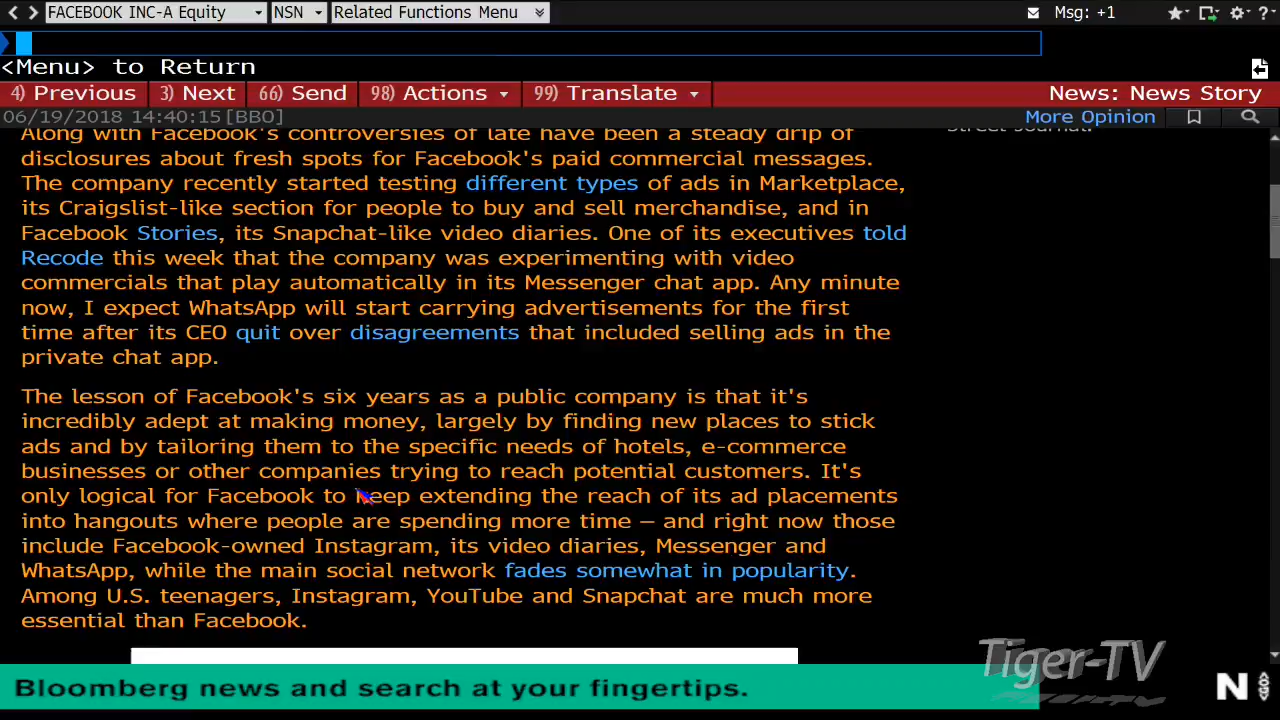 FACEBOOK INC-A Equity NSN Related Functions Menu Msg: +1 ?
<Menu> to Return
4) Previous 3) Next 66) Send 98) Actions 99) Translate News: News Story
06/19/2018 14:40:15 [BBO] More Opinion
Along with Facebook's controversies of late have been a steady drip of
Street Journal.
disclosures about fresh spots for Facebook's paid commercial messages.
The company recently started testing different types of ads in Marketplace,
its Craigslist-like section for people to buy and sell merchandise, and in
Facebook Stories, its Snapchat-like video diaries. One of its executives told
Recode this week that the company was experimenting with video
commercials that play automatically in its Messenger chat app. Any minute
now, I expect WhatsApp will start carrying advertisements for the first
time after its CEO quit over disagreements that included selling ads in the
private chat app.
The lesson of Facebook's six years as a public company is that it's
incredibly adept at making money, largely by finding new places to stick
ads and by tailoring them to the specific needs of hotels, e-commerce
businesses or other companies trying to reach potential customers. It's
only logical for Facebook to keep extending the reach of its ad placements
into hangouts where people are spending more time — and right now those
include Facebook-owned Instagram, its video diaries, Messenger and
WhatsApp, while the main social network fades somewhat in popularity.
Among U.S. teenagers, Instagram, YouTube and Snapchat are much more
essential than Facebook.
Tiger-TV
Bloomberg news and search at your fingertips.
N